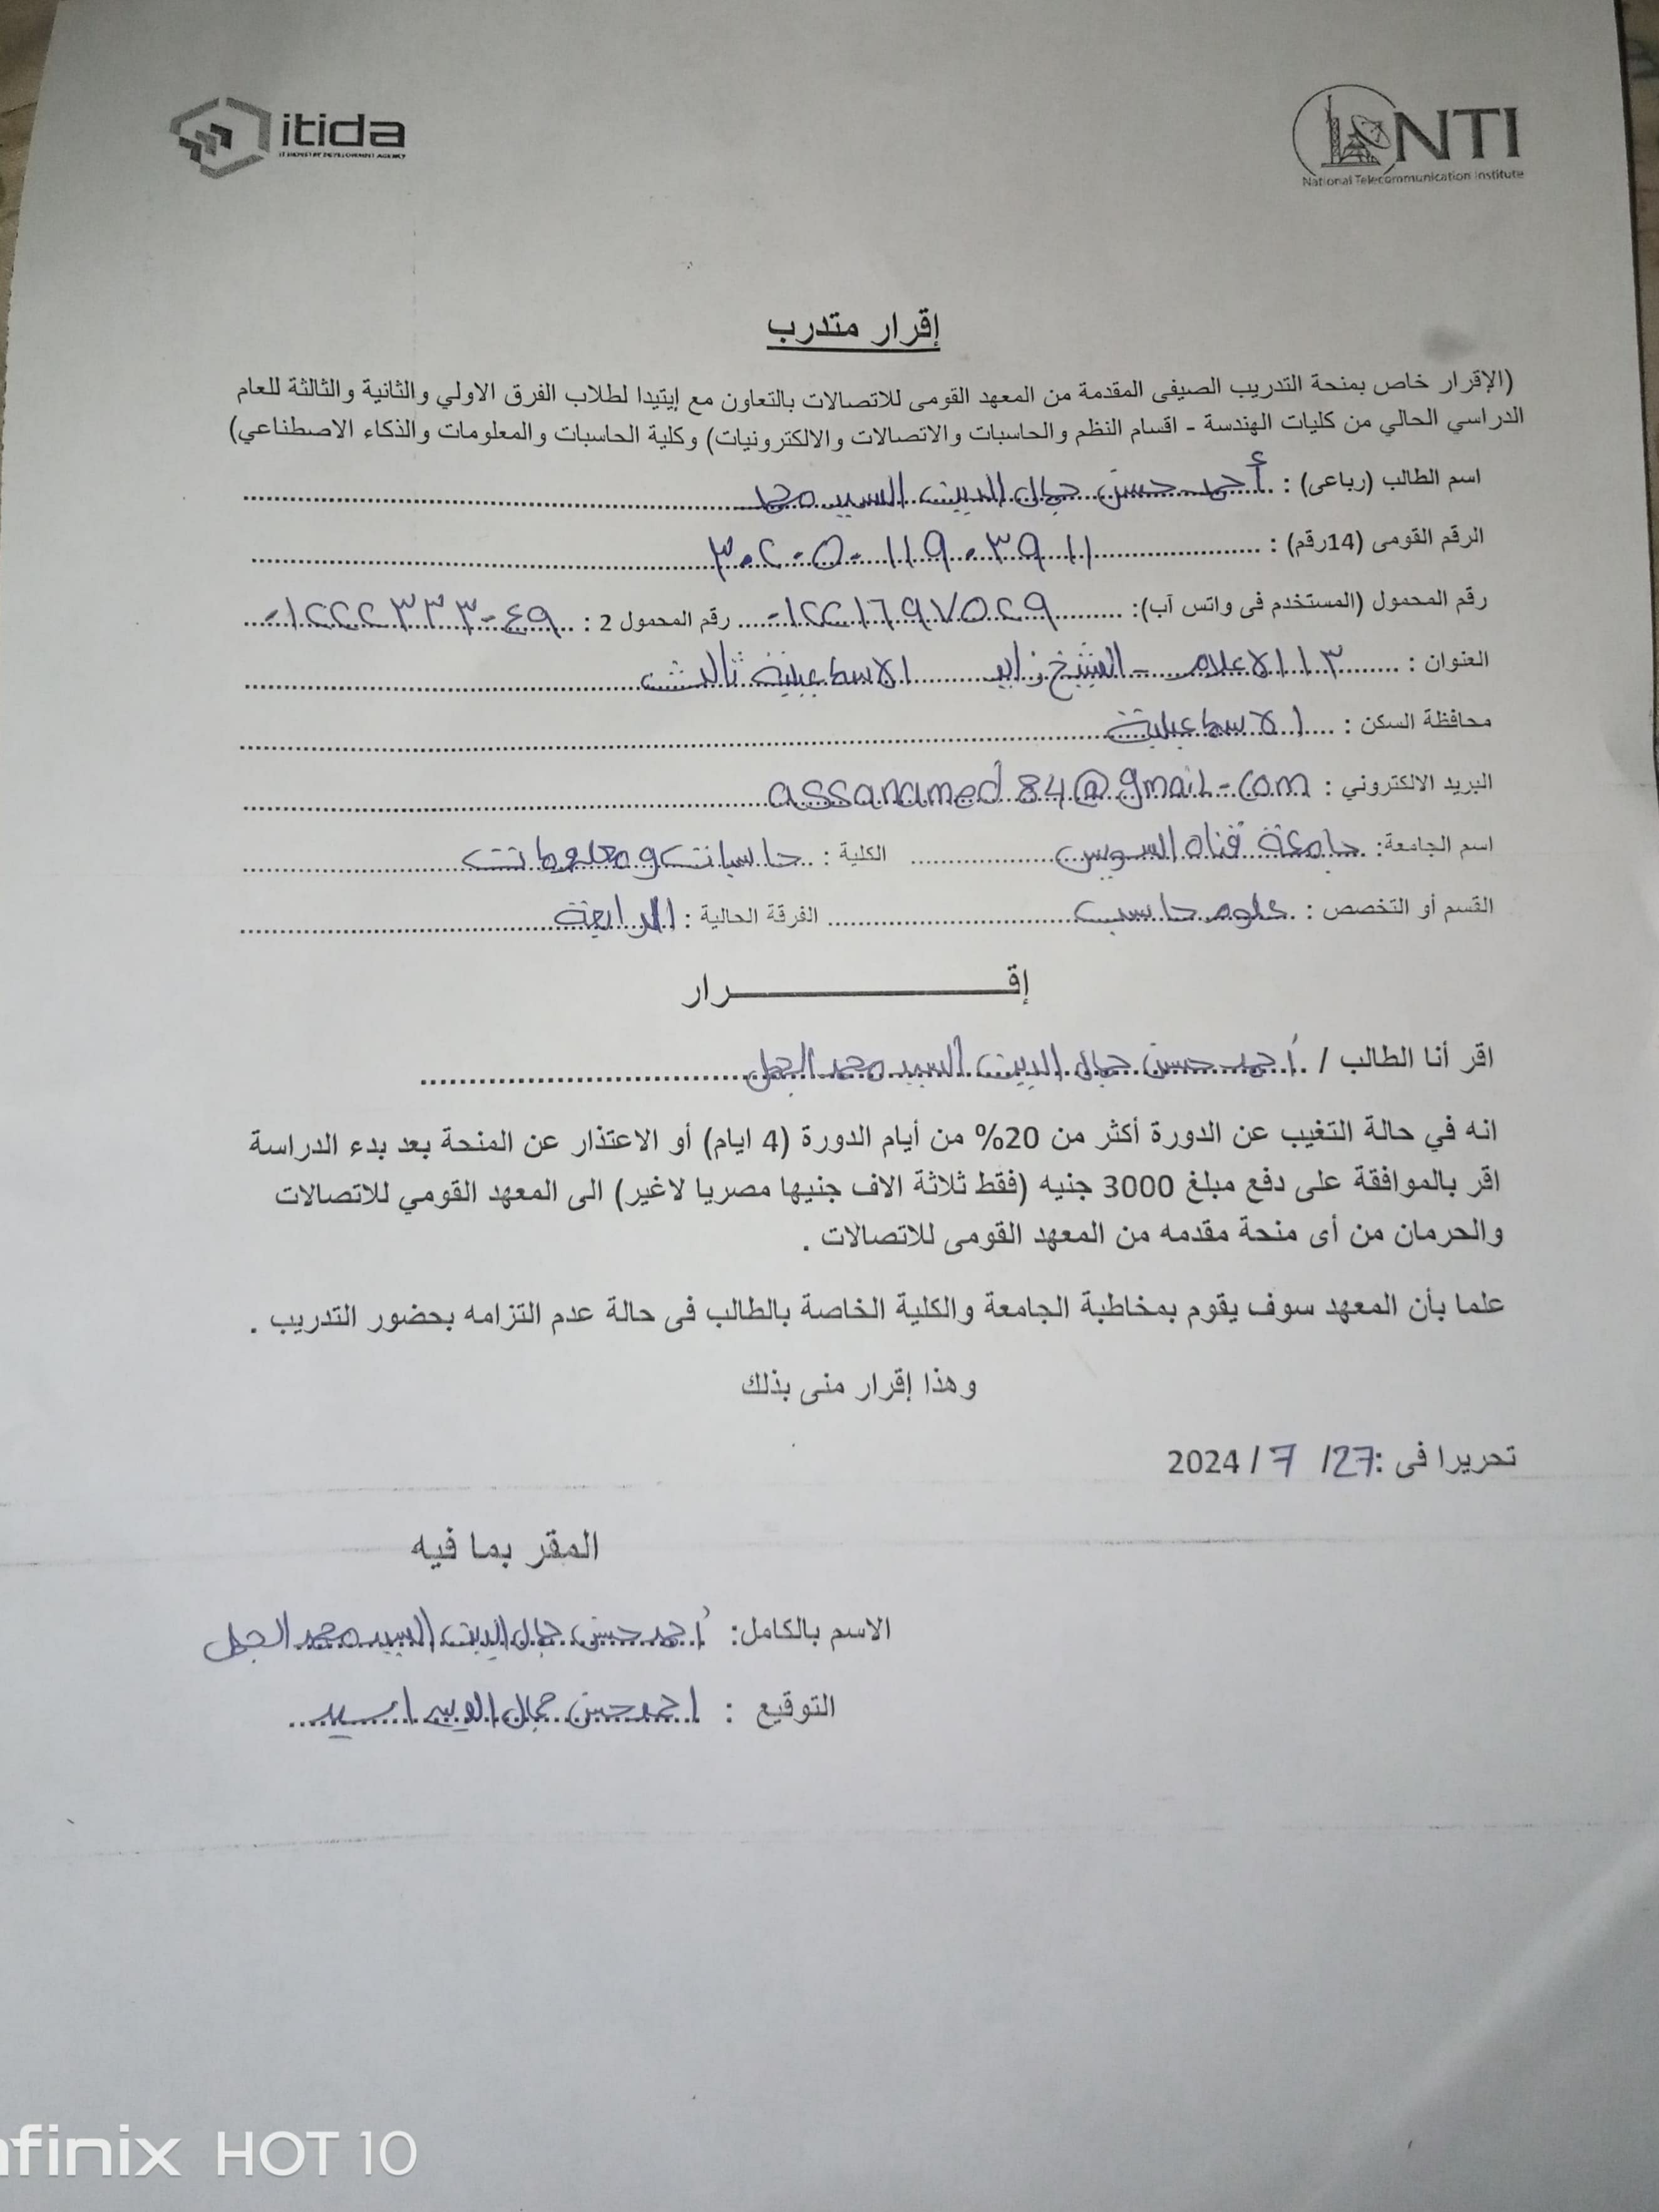 itida
IT INDUSTRY DEVELOPMENT AGENCY
NTI
National Telecommunication Institute
إقرار متدرب
(الإقرار خاص بمنحة التدريب الصيفى المقدمة من المعهد القومى للاتصالات بالتعاون مع إيتيدا لطلاب الفرق الاولي والثانية والثالثة للعام
الدراسي الحالي من كليات الهندسة - اقسام النظم والحاسبات والاتصالات والالكترونيات) وكلية الحاسبات والمعلومات والذكاء الاصطناعي)
اسم الطالب (رباعى) : أحمد حسن جمال الدين السيد محمد
الرقم القومى (14رقم) : ٣٠٢٠٥٠١١٩٠٣٩١١
رقم المحمول (المستخدم فى واتس آب): ٠١٢٢١٦٩٧٥٢٩ رقم المحمول 2 : ٠١٢٢٢٣٣٣٠٤٩
العنوان : ١٣ الاعلام - الشيخ زايد الاسماعيلية ثالث
محافظة السكن : الاسماعيلية
البريد الالكتروني : assanamed84@gmail-com
اسم الجامعة: جامعة قناه السويس الكلية : حاسبات ومعلومات
القسم أو التخصص : علوم حاسب الفرقة الحالية : الرابعة
إقـــــرار
اقر أنا الطالب / أحمد حسن جمال الدين السيد محمد الجمل
انه في حالة التغيب عن الدورة أكثر من 20% من أيام الدورة (4 ايام) أو الاعتذار عن المنحة بعد بدء الدراسة
اقر بالموافقة على دفع مبلغ 3000 جنيه (فقط ثلاثة الاف جنيها مصريا لاغير) الى المعهد القومي للاتصالات
والحرمان من أى منحة مقدمه من المعهد القومى للاتصالات .
علما بأن المعهد سوف يقوم بمخاطبة الجامعة والكلية الخاصة بالطالب فى حالة عدم التزامه بحضور التدريب .
وهذا إقرار منى بذلك
تحريرا فى :27/ 7 / 2024
المقر بما فيه
الاسم بالكامل: أحمد حسن جمال الدين السيد محمد الجمل
التوقيع : احمد حسن جمال الدين السيد
finix HOT 10